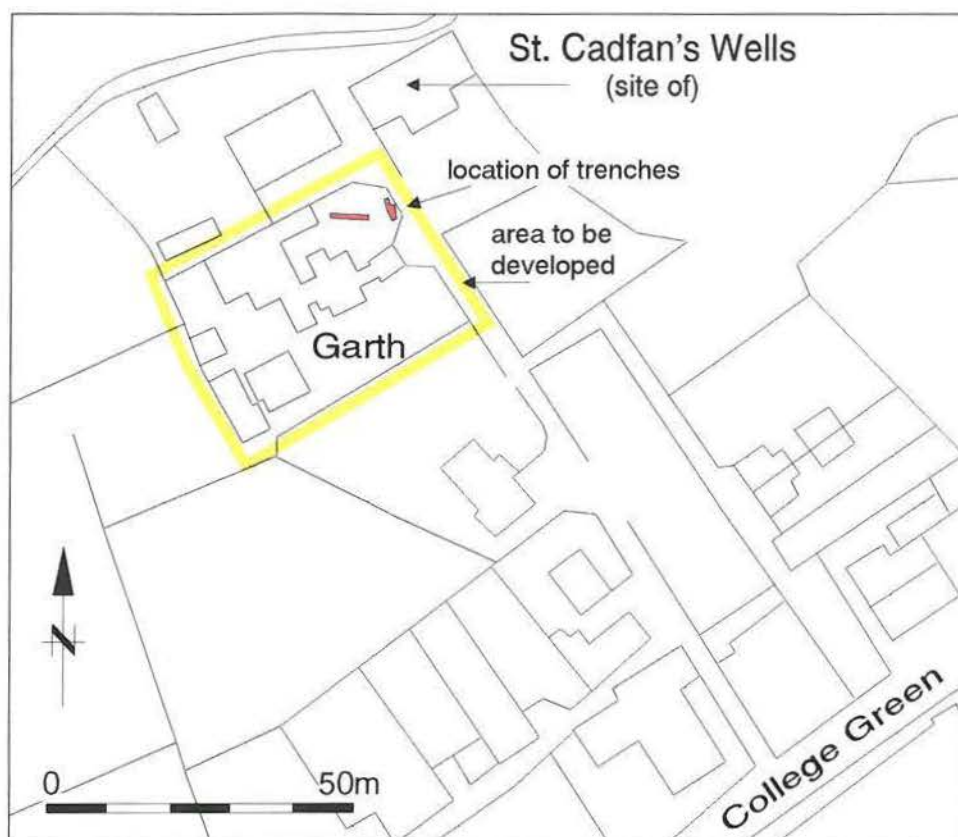 St. Cadfan's Wells
(site of)
location of trenches
area to be
developed
Garth
N
0 50m
College Green